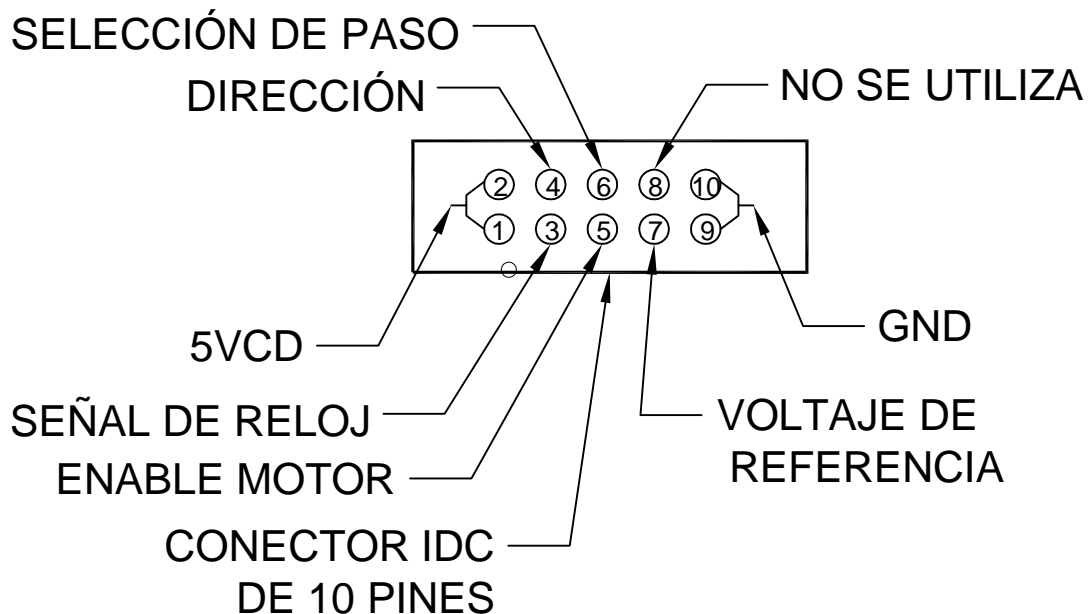 SELECCIÓN DE PASO
DIRECCIÓN
NO SE UTILIZA
2 4 6 8 10
1 3 5 7 9
5VCD
GND
SEÑAL DE RELOJ
VOLTAJE DE
REFERENCIA
ENABLE MOTOR
CONECTOR IDC
DE 10 PINES